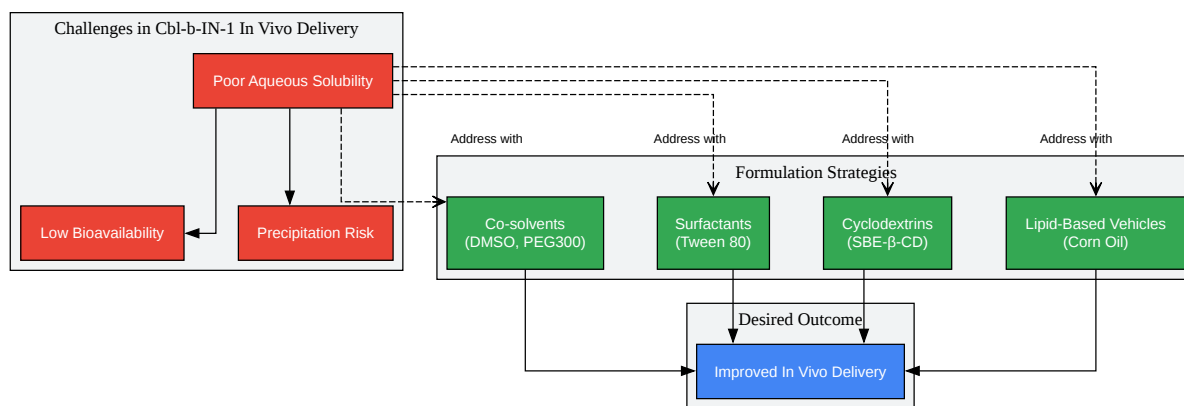 Challenges in Cbl-b-IN-1 In Vivo Delivery
Poor Aqueous Solubility
Low Bioavailability
Precipitation Risk
Address with
Address with
Address with
Address with
Formulation Strategies
Co-solvents
(DMSO, PEG300)
Surfactants
(Tween 80)
Cyclodextrins
(SBE-β-CD)
Lipid-Based Vehicles
(Corn Oil)
Desired Outcome
Improved In Vivo Delivery